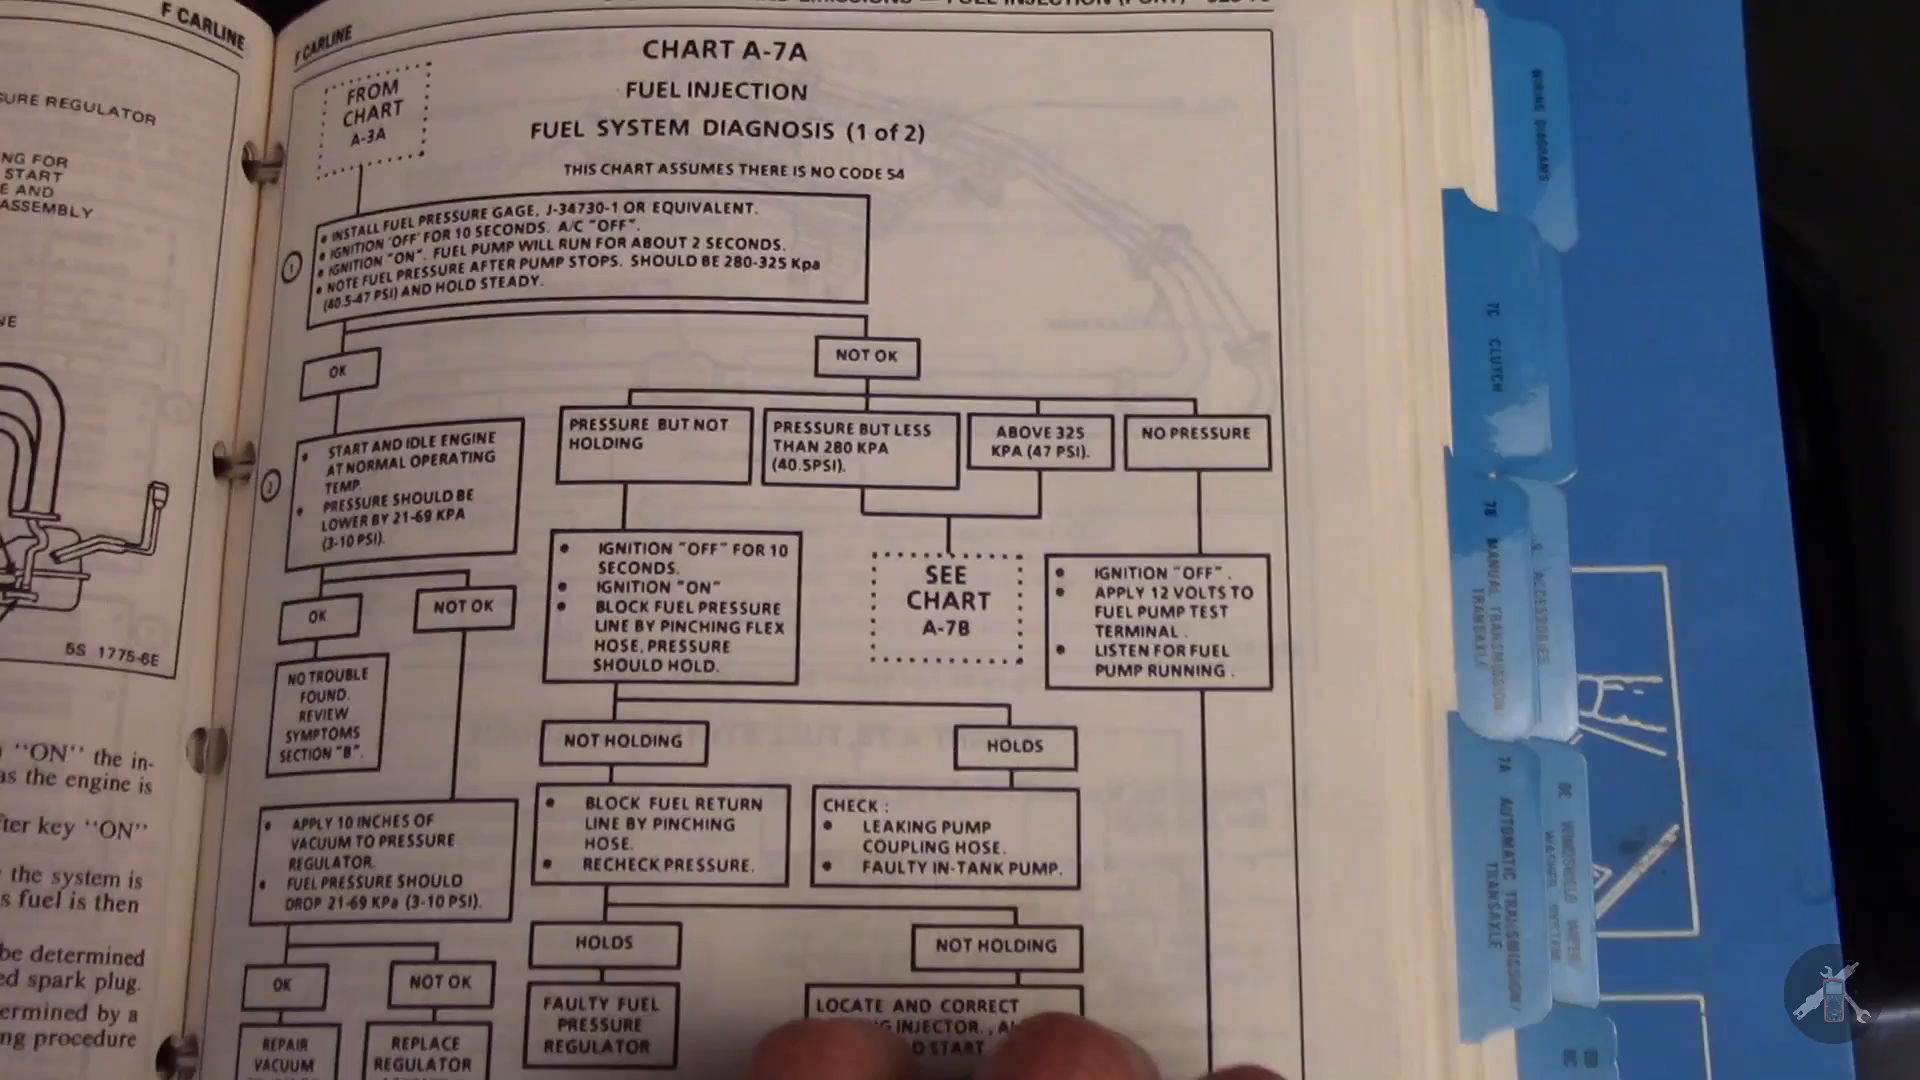 F CARLINE
SURE REGULATOR
NG FOR
START
E AND
ASSEMBLY
NE
5S 1775-6E
"ON" the in-
as the engine is
fter key "ON"
the system is
s fuel is then
be determined
ed spark plug.
ermined by a
ng procedure
F CARLINE
CHART A-7A
FUEL INJECTION
FUEL SYSTEM DIAGNOSIS (1 of 2)
THIS CHART ASSUMES THERE IS NO CODE 54
FROM
CHART
A-3A
1
• INSTALL FUEL PRESSURE GAGE, J-34730-1 OR EQUIVALENT.
• IGNITION "OFF" FOR 10 SECONDS. A/C "OFF".
• IGNITION "ON". FUEL PUMP WILL RUN FOR ABOUT 2 SECONDS.
• NOTE FUEL PRESSURE AFTER PUMP STOPS. SHOULD BE 280-325 Kpa
(40.5-47 PSI) AND HOLD STEADY.
OK
NOT OK
2
• START AND IDLE ENGINE
AT NORMAL OPERATING
TEMP.
• PRESSURE SHOULD BE
LOWER BY 21-69 KPA
(3-10 PSI).
PRESSURE BUT NOT
HOLDING
PRESSURE BUT LESS
THAN 280 KPA
(40.5PSI).
ABOVE 325
KPA (47 PSI).
NO PRESSURE
• IGNITION "OFF" FOR 10
SECONDS.
• IGNITION "ON"
• BLOCK FUEL PRESSURE
LINE BY PINCHING FLEX
HOSE, PRESSURE
SHOULD HOLD.
SEE
CHART
A-7B
• IGNITION "OFF".
• APPLY 12 VOLTS TO
FUEL PUMP TEST
TERMINAL.
• LISTEN FOR FUEL
PUMP RUNNING.
OK
NOT OK
NO TROUBLE
FOUND.
REVIEW
SYMPTOMS
SECTION "B".
NOT HOLDING
HOLDS
• APPLY 10 INCHES OF
VACUUM TO PRESSURE
REGULATOR.
• FUEL PRESSURE SHOULD
DROP 21-69 KPa (3-10 PSI).
• BLOCK FUEL RETURN
LINE BY PINCHING
HOSE.
• RECHECK PRESSURE.
CHECK:
• LEAKING PUMP
COUPLING HOSE.
• FAULTY IN-TANK PUMP.
OK
NOT OK
HOLDS
NOT HOLDING
REPAIR
VACUUM
REPLACE
REGULATOR
FAULTY FUEL
PRESSURE
REGULATOR
LOCATE AND CORRECT
INJECTOR.
START
WIRING DIAGRAMS
7C CLUTCH
7B MANUAL TRANSMISSION/
TRANSAXLE
ACCESSORIES
7A AUTOMATIC TRANSMISSION/
TRANSAXLE
8E WINDSHIELD WIPER